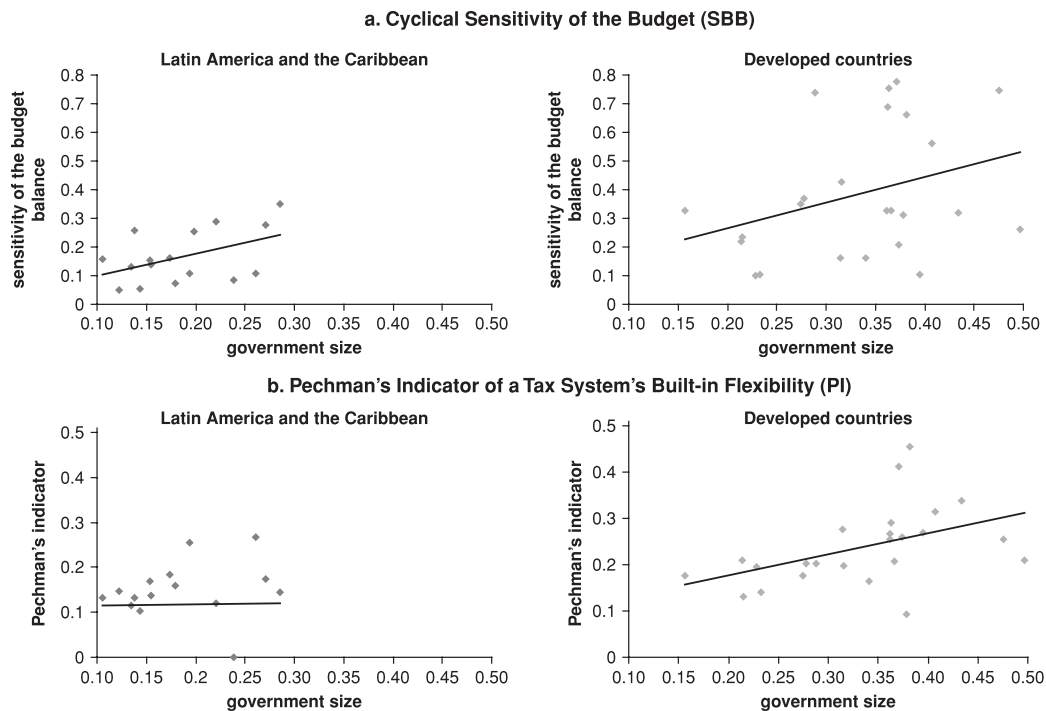 a. Cyclical Sensitivity of the Budget (SBB)
Latin America and the Caribbean
sensitivity of the budget
balance
0.8
0.7
0.6
0.5
0.4
0.3
0.2
0.1
0
0.10 0.15 0.20 0.25 0.30 0.35 0.40 0.45 0.50
government size
Developed countries
sensitivity of the budget
balance
0.8
0.7
0.6
0.5
0.4
0.3
0.2
0.1
0
0.10 0.15 0.20 0.25 0.30 0.35 0.40 0.45 0.50
government size
b. Pechman’s Indicator of a Tax System’s Built-in Flexibility (PI)
Latin America and the Caribbean
Pechman’s indicator
0.5
0.4
0.3
0.2
0.1
0
0.10 0.15 0.20 0.25 0.30 0.35 0.40 0.45 0.50
government size
Developed countries
Pechman’s indicator
0.5
0.4
0.3
0.2
0.1
0
0.10 0.15 0.20 0.25 0.30 0.35 0.40 0.45 0.50
government size